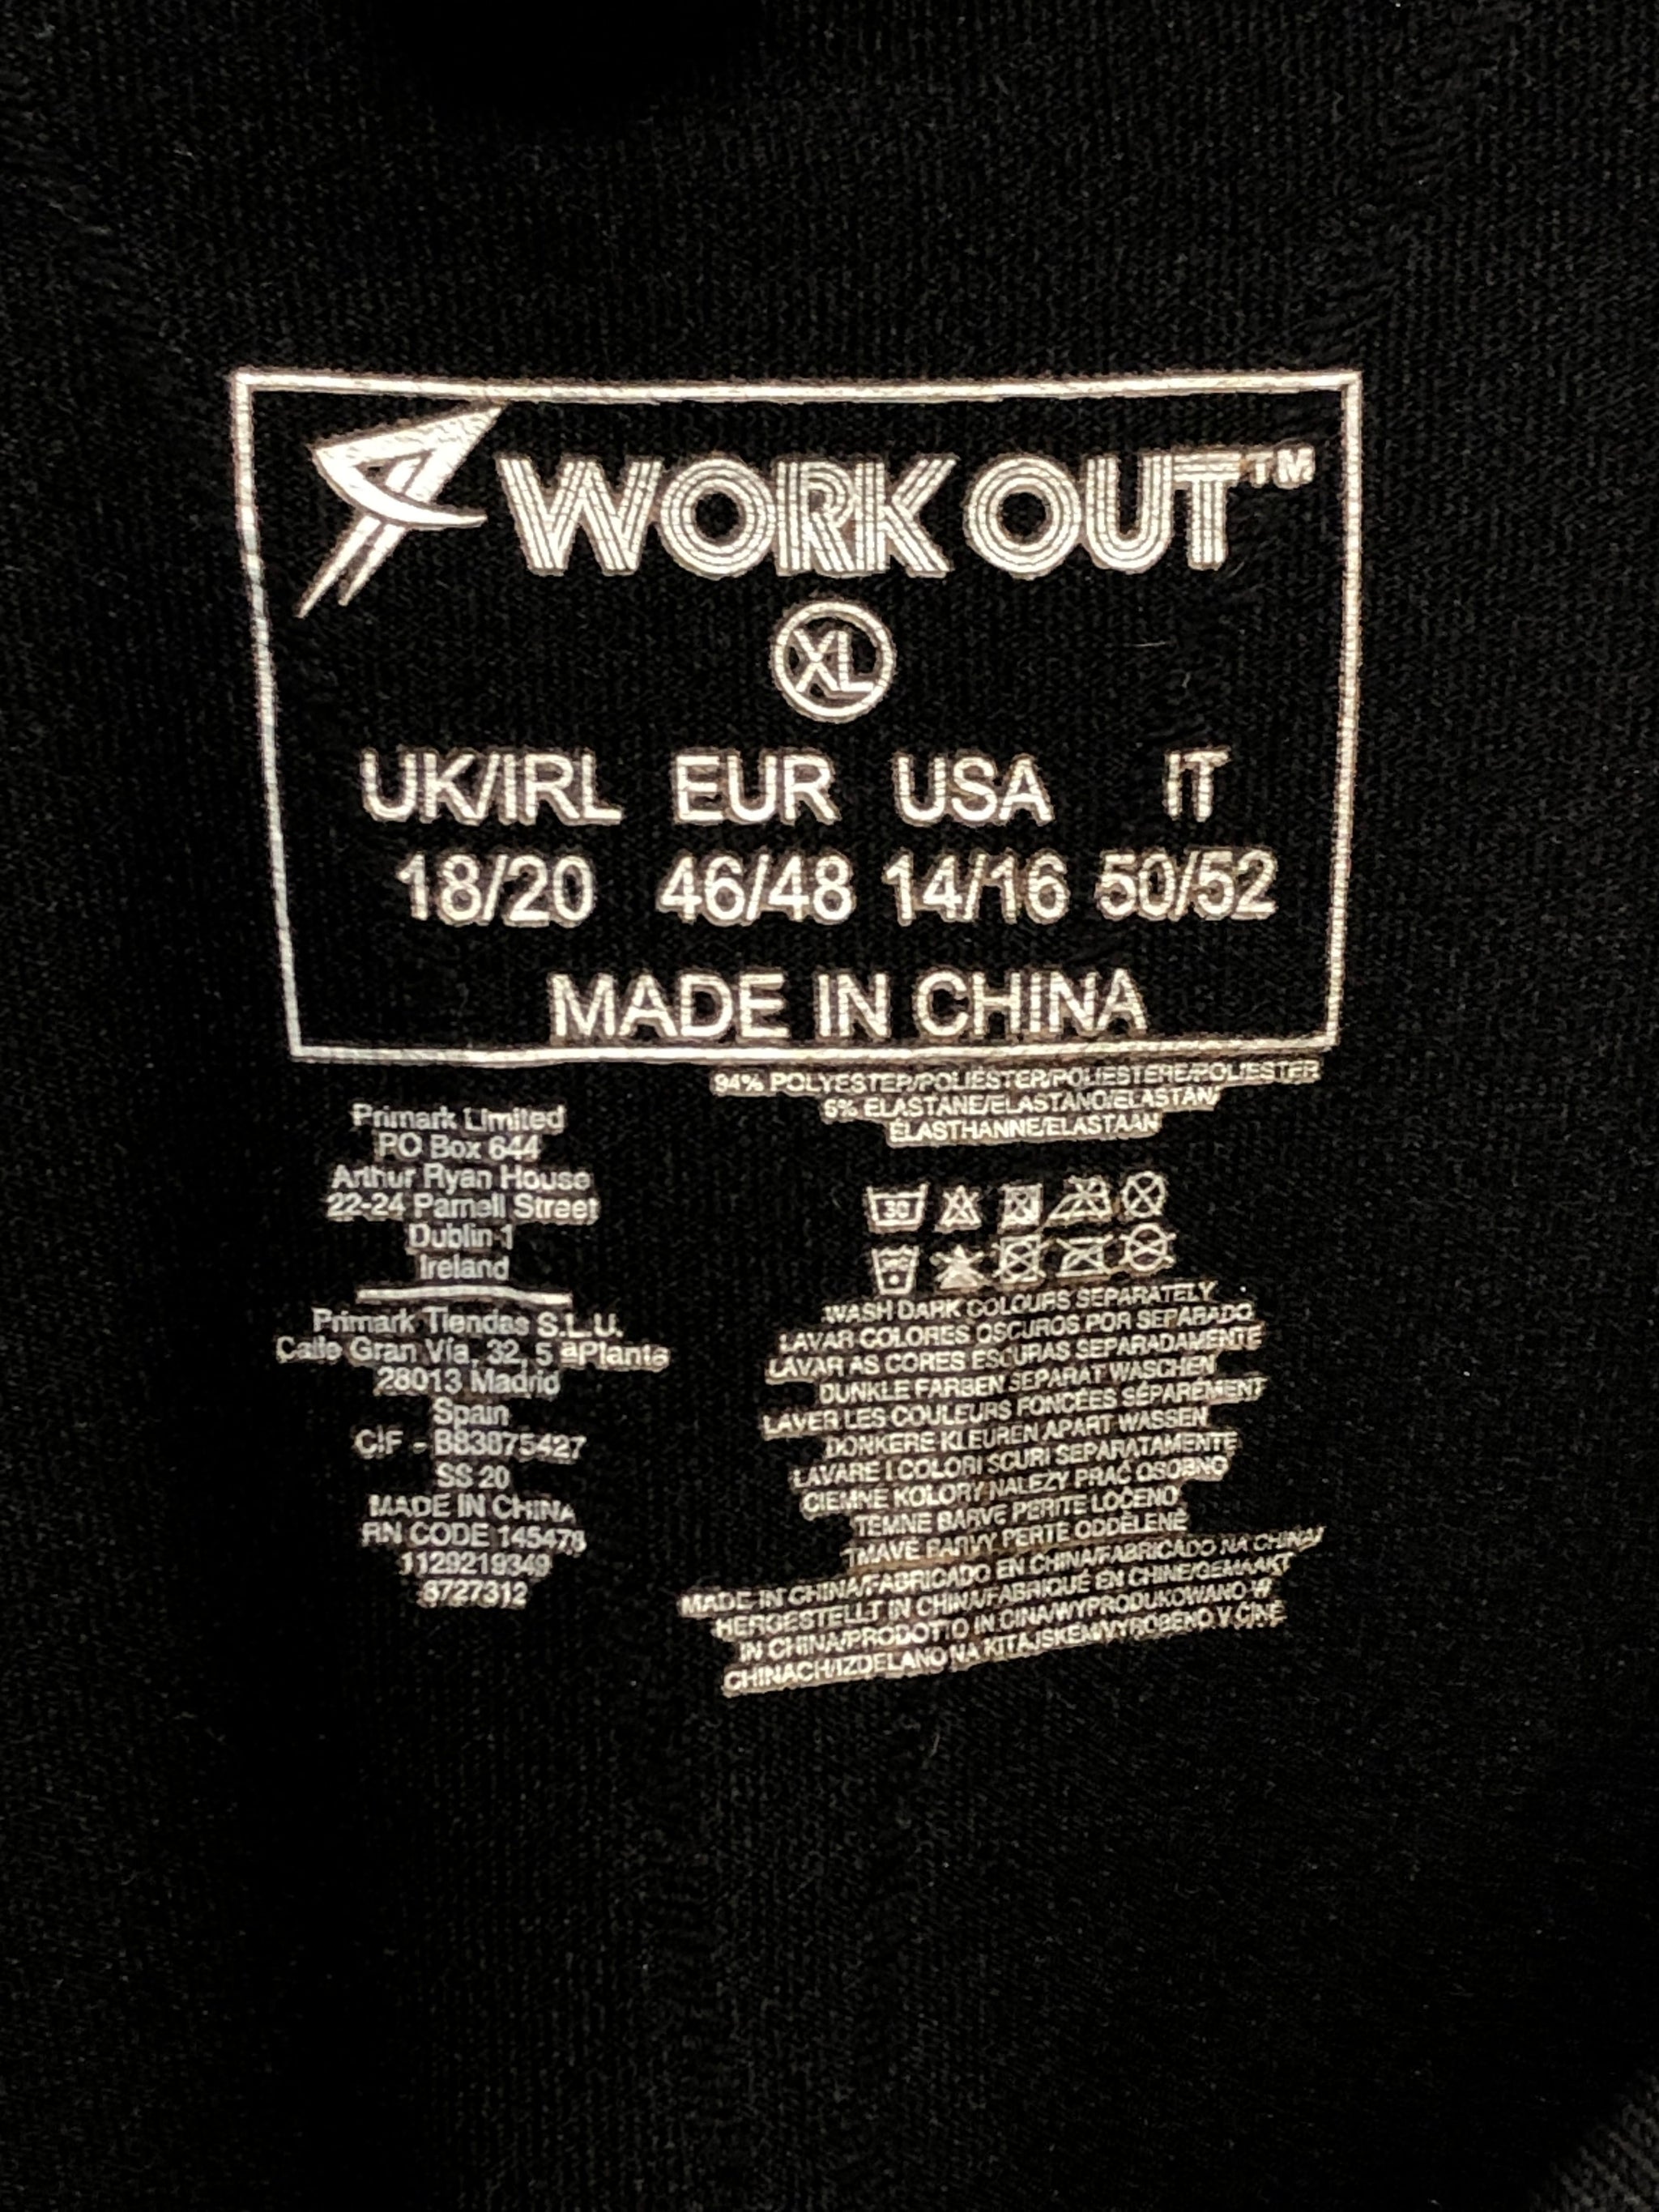 WORK OUT™
XL
UK/IRL EUR USA IT
18/20 46/48 14/16 50/52
MADE IN CHINA
Primark Limited
PO Box 644
Arthur Ryan House
22-24 Parnell Street
Dublin 1
Ireland
Primark Tiendas S.L.U.
Calle Gran Vía, 32, 5 ªPlanta
28013 Madrid
Spain
CIF - B83875427
SS 20
MADE IN CHINA
RN CODE 145478
1129219349
8727312
94% POLYESTER/POLIÉSTER/POLIESTERE/POLIESTER
6% ELASTANE/ELASTANO/ELASTAN/
ÉLASTHANNE/ELASTAAN
30
WASH DARK COLOURS SEPARATELY
LAVAR COLORES OSCUROS POR SEPARADO
LAVAR AS CORES ESCURAS SEPARADAMENTE
DUNKLE FARBEN SEPARAT WASCHEN
LAVER LES COULEURS FONCÉES SÉPARÉMENT
DONKERE KLEUREN APART WASSEN
LAVARE I COLORI SCURI SEPARATAMENTE
CIEMNE KOLORY NALEZY PRAĆ OSOBNO
TEMNE BARVE PERITE LOČENO
TMAVÉ BARVY PERTE ODDĚLENĚ
MADE IN CHINA/FABRICADO EN CHINA/FABRICADO NA CHINA/
HERGESTELLT IN CHINA/FABRIQUÉ EN CHINE/GEMAAKT
IN CHINA/PRODOTTO IN CINA/WYPRODUKOWANO W
CHINACH/IZDELANO NA KITAJSKEM/VYROBENO V ČÍNĚ